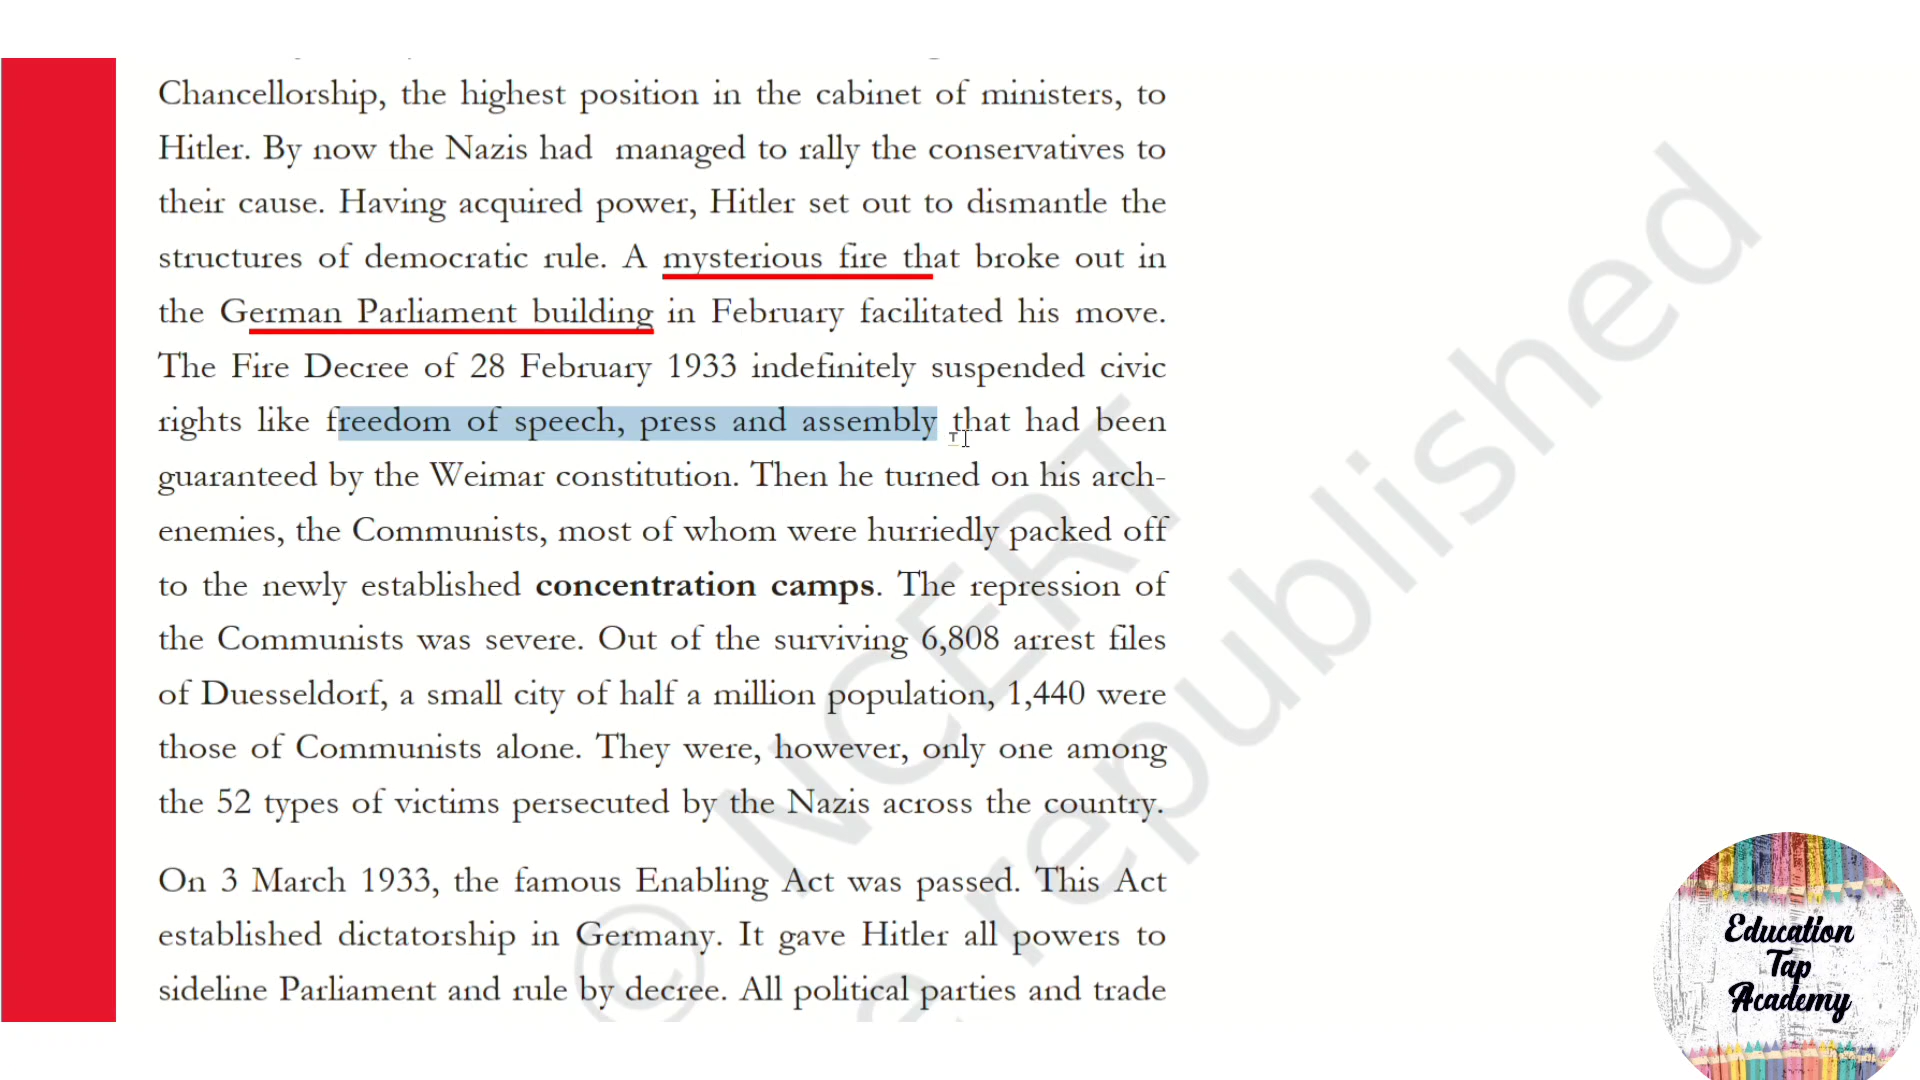 Chancellorship, the highest position in the cabinet of ministers, to
Hitler. By now the Nazis had managed to rally the conservatives to
their cause. Having acquired power, Hitler set out to dismantle the
structures of democratic rule. A mysterious fire that broke out in
the German Parliament building in February facilitated his move.
The Fire Decree of 28 February 1933 indefinitely suspended civic
rights like freedom of speech, press and assembly that had been
guaranteed by the Weimar constitution. Then he turned on his arch-
enemies, the Communists, most of whom were hurriedly packed off
to the newly established concentration camps. The repression of
the Communists was severe. Out of the surviving 6,808 arrest files
of Duesseldorf, a small city of half a million population, 1,440 were
those of Communists alone. They were, however, only one among
the 52 types of victims persecuted by the Nazis across the country.
On 3 March 1933, the famous Enabling Act was passed. This Act
established dictatorship in Germany. It gave Hitler all powers to
sideline Parliament and rule by decree. All political parties and trade
© NCERT
republished
Education
Tap
Academy